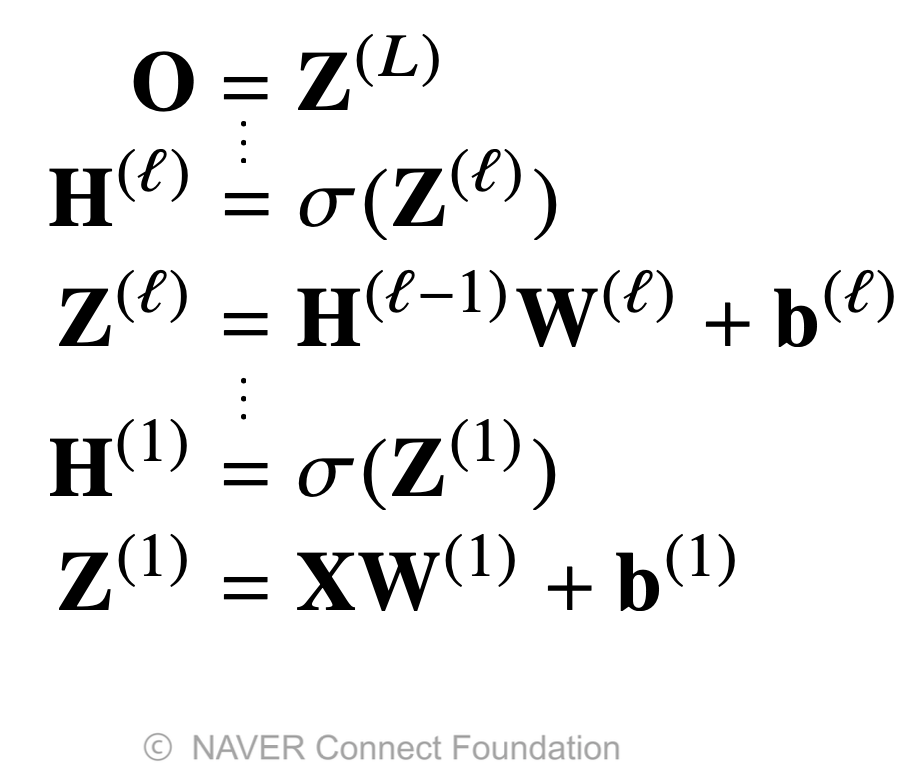 O = Z^(L)
⋮
H^(ℓ) = σ(Z^(ℓ))
Z^(ℓ) = H^(ℓ−1)W^(ℓ) + b^(ℓ)
⋮
H^(1) = σ(Z^(1))
Z^(1) = XW^(1) + b^(1)
© NAVER Connect Foundation